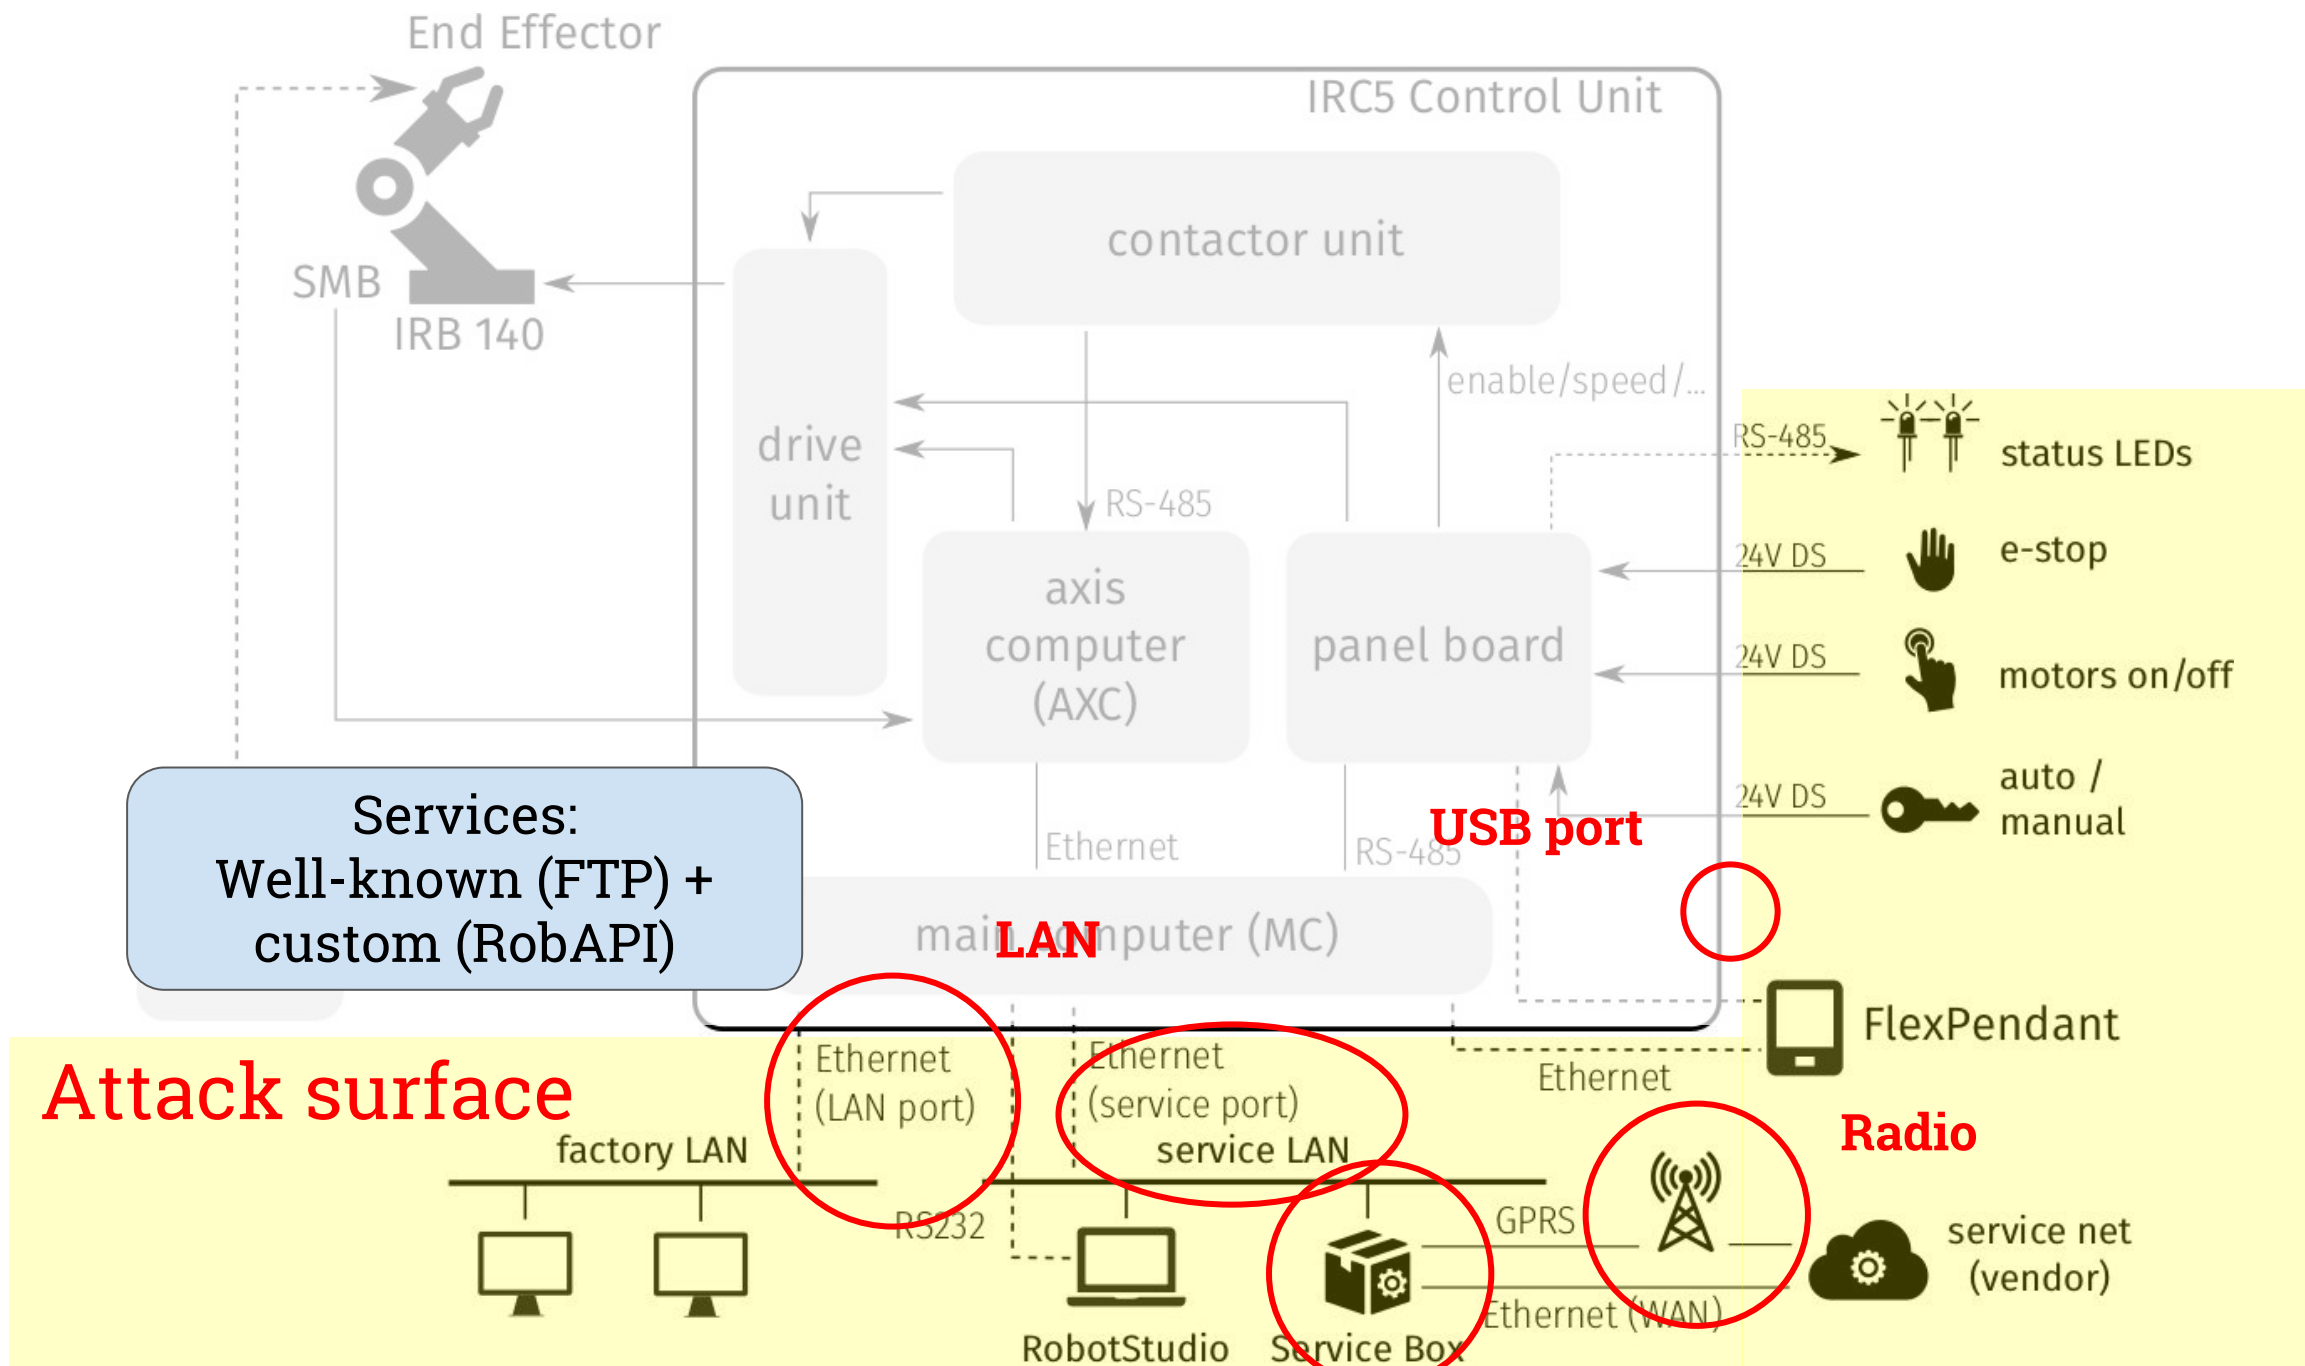 End Effector
IRC5 Control Unit
contactor unit
SMB
IRB 140
enable/speed/...
drive
unit
RS-485
RS-485
status LEDs
24V DS
e-stop
axis
computer
(AXC)
panel board
24V DS
motors on/off
24V DS
auto /
manual
Services:
Well-known (FTP) +
custom (RobAPI)
Ethernet
RS-485
USB port
main computer (MC)
LAN
FlexPendant
Attack surface
Ethernet
(LAN port)
Ethernet
(service port)
Ethernet
factory LAN
service LAN
Radio
RS232
GPRS
service net
(vendor)
Ethernet (WAN)
RobotStudio
Service Box